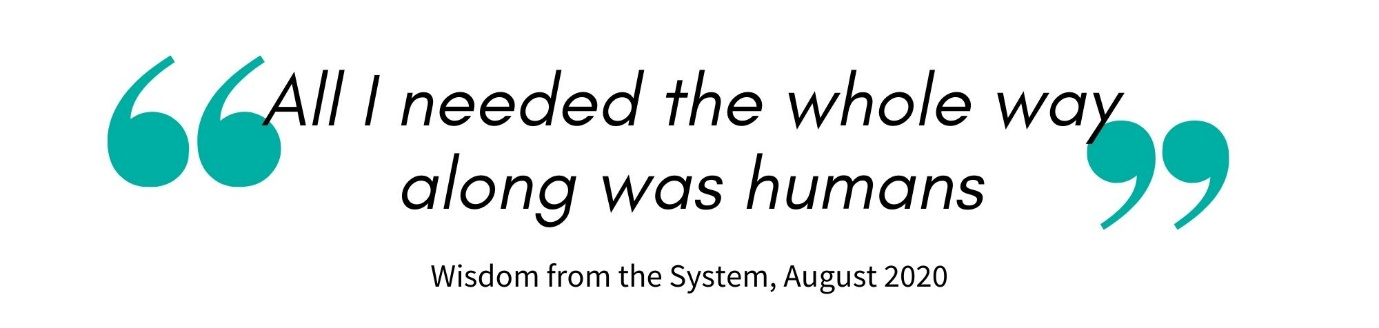 All I needed the whole way
along was humans
Wisdom from the System, August 2020